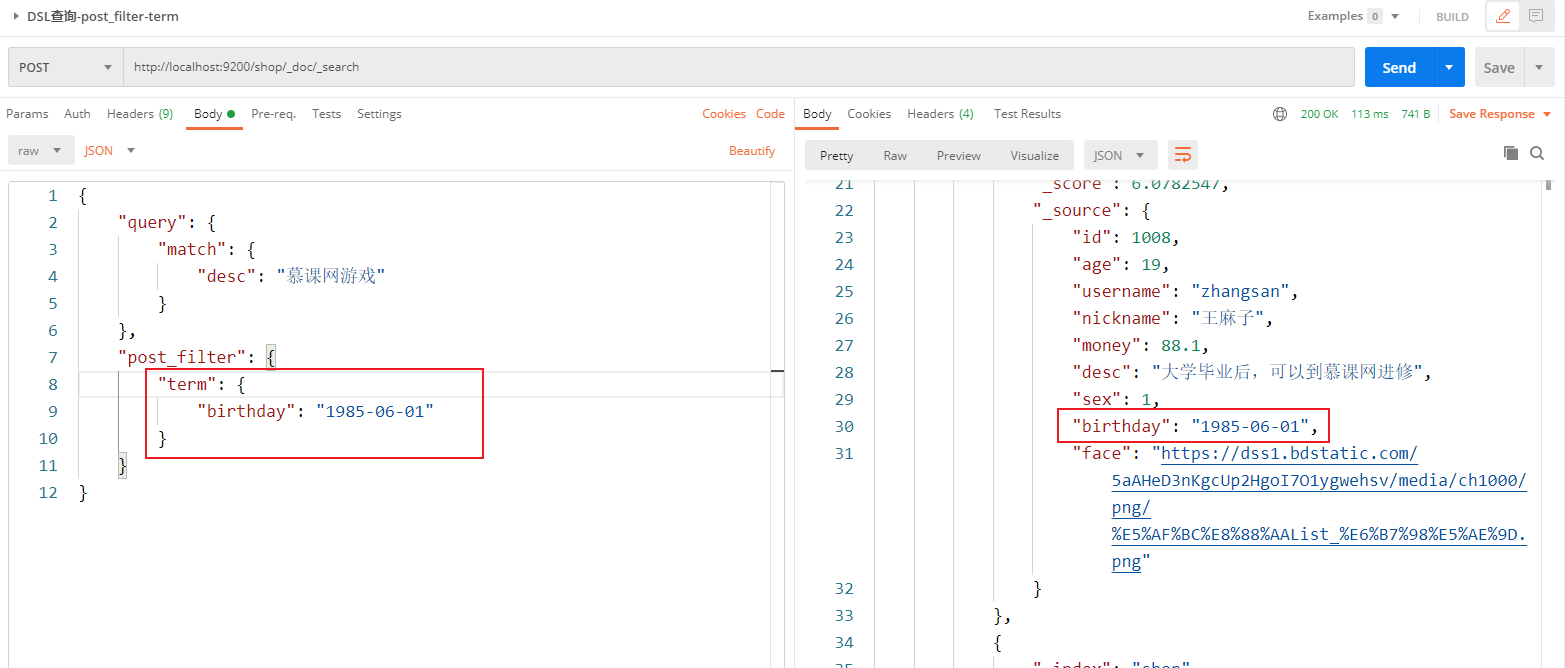 DSL查询-post_filter-term
Examples 0
BUILD
POST
http://localhost:9200/shop/_doc/_search
Send
Save
Params Auth Headers (9) Body Pre-req. Tests Settings Cookies Code
raw JSON Beautify
1 {
2 "query": {
3 "match": {
4 "desc": "慕课网游戏"
5 }
6 },
7 "post_filter": {
8 "term": {
9 "birthday": "1985-06-01"
10 }
11 }
12 }
Body Cookies Headers (4) Test Results 200 OK 113 ms 741 B Save Response
Pretty Raw Preview Visualize JSON
21 "_score": 6.0782547,
22 "_source": {
23 "id": 1008,
24 "age": 19,
25 "username": "zhangsan",
26 "nickname": "王麻子",
27 "money": 88.1,
28 "desc": "大学毕业后，可以到慕课网进修",
29 "sex": 1,
30 "birthday": "1985-06-01",
31 "face": "https://dss1.bdstatic.com/
5aAHeD3nKgcUp2HgoI7O1ygwehsv/media/ch1000/
png/
%E5%AF%BC%E8%88%AAList_%E6%B7%98%E5%AE%9D.
png"
32 }
33 },
34 {
35 "_index": "shop"